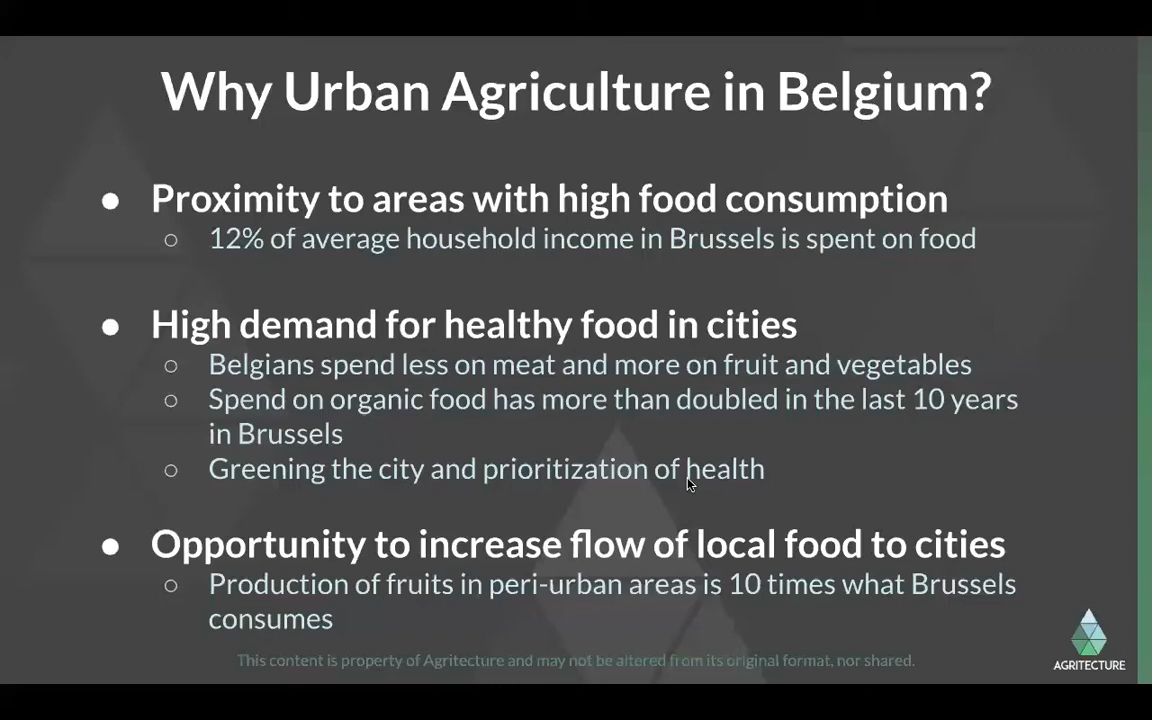 Why Urban Agriculture in Belgium?
● Proximity to areas with high food consumption
○ 12% of average household income in Brussels is spent on food
● High demand for healthy food in cities
○ Belgians spend less on meat and more on fruit and vegetables
○ Spend on organic food has more than doubled in the last 10 years
in Brussels
○ Greening the city and prioritization of health
● Opportunity to increase flow of local food to cities
○ Production of fruits in peri-urban areas is 10 times what Brussels
consumes
This content is property of Agritecture and may not be altered from its original format, nor shared.
AGRITECTURE